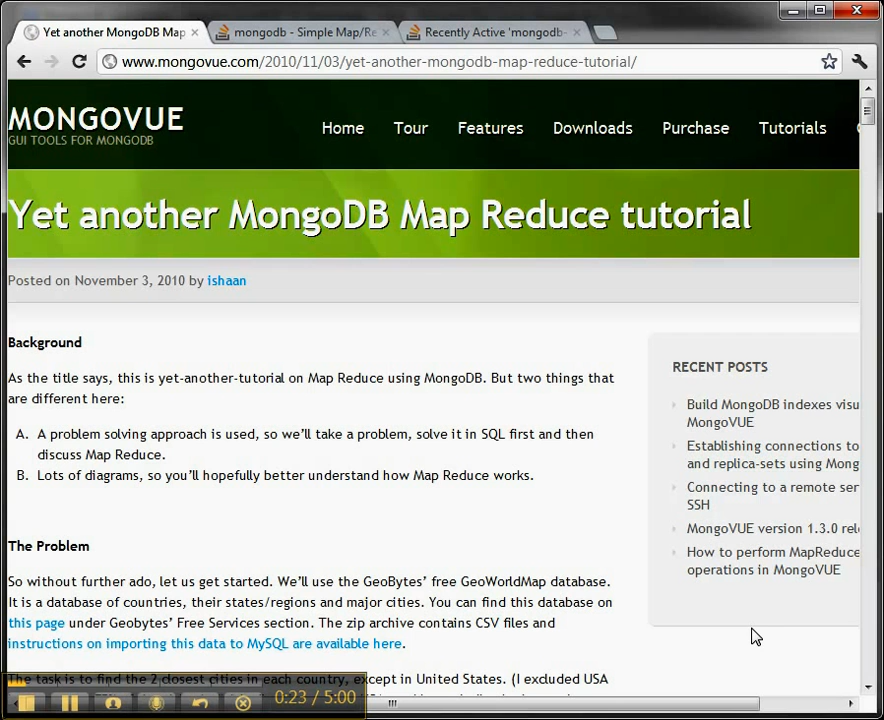 Yet another MongoDB Map
mongodb - Simple Map/Re
Recently Active 'mongodb-
www.mongovue.com/2010/11/03/yet-another-mongodb-map-reduce-tutorial/
MONGOVUE
GUI TOOLS FOR MONGODB
Home Tour Features Downloads Purchase Tutorials
Yet another MongoDB Map Reduce tutorial
Posted on November 3, 2010 by ishaan
Background
As the title says, this is yet-another-tutorial on Map Reduce using MongoDB. But two things that
are different here:
A. A problem solving approach is used, so we'll take a problem, solve it in SQL first and then
discuss Map Reduce.
B. Lots of diagrams, so you'll hopefully better understand how Map Reduce works.
The Problem
So without further ado, let us get started. We'll use the GeoBytes' free GeoWorldMap database.
It is a database of countries, their states/regions and major cities. You can find this database on
this page under Geobytes' Free Services section. The zip archive contains CSV files and
instructions on importing this data to MySQL are available here.
The task is to find the 2 closest cities in each country, except in United States. (I excluded USA
RECENT POSTS
Build MongoDB indexes visu
MongoVUE
Establishing connections to
and replica-sets using Mong
Connecting to a remote ser
SSH
MongoVUE version 1.3.0 rel
How to perform MapReduce
operations in MongoVUE
0:23 / 5:00